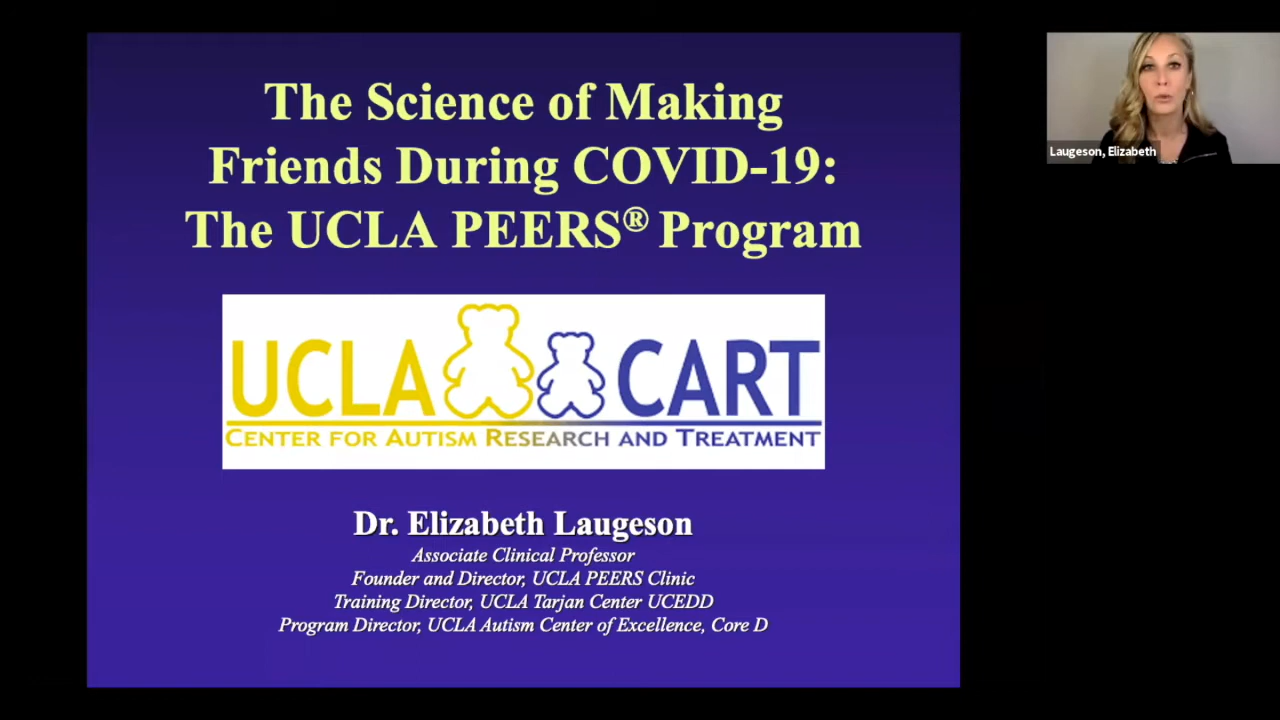 The Science of Making
Friends During COVID-19:
The UCLA PEERS® Program
UCLA CART
CENTER FOR AUTISM RESEARCH AND TREATMENT
Dr. Elizabeth Laugeson
Associate Clinical Professor
Founder and Director, UCLA PEERS Clinic
Training Director, UCLA Tarjan Center UCEDD
Program Director, UCLA Autism Center of Excellence, Core D
Laugeson, Elizabeth